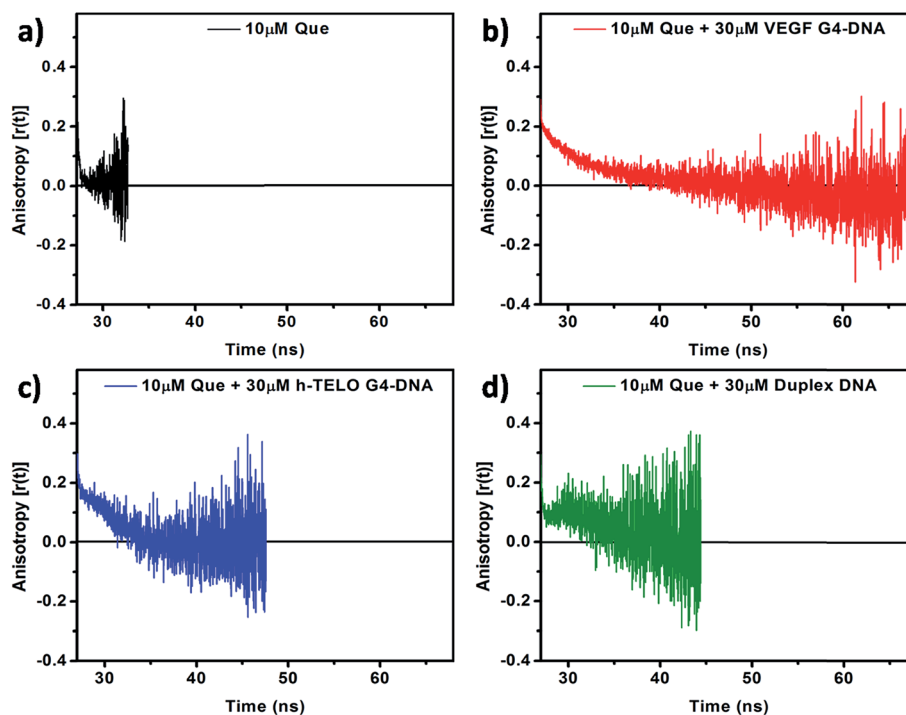 a)
10μM Que
Anisotropy [r(t)]
0.4
0.2
0.0
-0.2
-0.4
30
40
50
60
Time (ns)
b)
10μM Que + 30μM VEGF G4-DNA
Anisotropy [r(t)]
0.4
0.2
0.0
-0.2
-0.4
30
40
50
60
Time (ns)
c)
10μM Que + 30μM h-TELO G4-DNA
Anisotropy [r(t)]
0.4
0.2
0.0
-0.2
-0.4
30
40
50
60
Time (ns)
d)
10μM Que + 30μM Duplex DNA
Anisotropy [r(t)]
0.4
0.2
0.0
-0.2
-0.4
30
40
50
60
Time (ns)